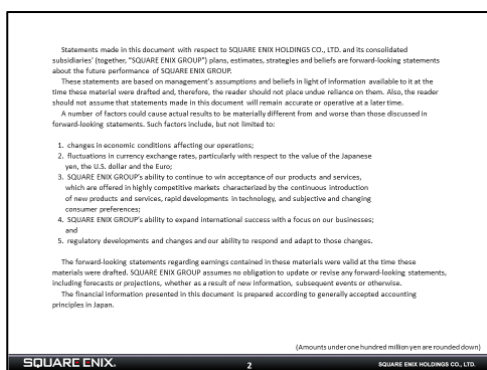 Statements made in this document with respect to SQUARE ENIX HOLDINGS CO., LTD. and its consolidated
subsidiaries' (together, "SQUARE ENIX GROUP") plans, estimates, strategies and beliefs are forward-looking statements
about the future performance of SQUARE ENIX GROUP.
These statements are based on management's assumptions and beliefs in light of information available to it at the
time these material were drafted and, therefore, the reader should not place undue reliance on them. Also, the reader
should not assume that statements made in this document will remain accurate or operative at a later time.
A number of factors could cause actual results to be materially different from and worse than those discussed in
forward-looking statements. Such factors include, but not limited to:
1. changes in economic conditions affecting our operations;
2. fluctuations in currency exchange rates, particularly with respect to the value of the Japanese
yen, the U.S. dollar and the Euro;
3. SQUARE ENIX GROUP's ability to continue to win acceptance of our products and services,
which are offered in highly competitive markets characterized by the continuous introduction
of new products and services, rapid developments in technology, and subjective and changing
consumer preferences;
4. SQUARE ENIX GROUP's ability to expand international success with a focus on our businesses;
and
5. regulatory developments and changes and our ability to respond and adapt to those changes.
The forward-looking statements regarding earnings contained in these materials were valid at the time these
materials were drafted. SQUARE ENIX GROUP assumes no obligation to update or revise any forward-looking statements,
including forecasts or projections, whether as a result of new information, subsequent events or otherwise.
The financial information presented in this document is prepared according to generally accepted accounting
principles in Japan.
(Amounts under one hundred million yen are rounded down)
SQUARE ENIX. 2 SQUARE ENIX HOLDINGS CO., LTD.